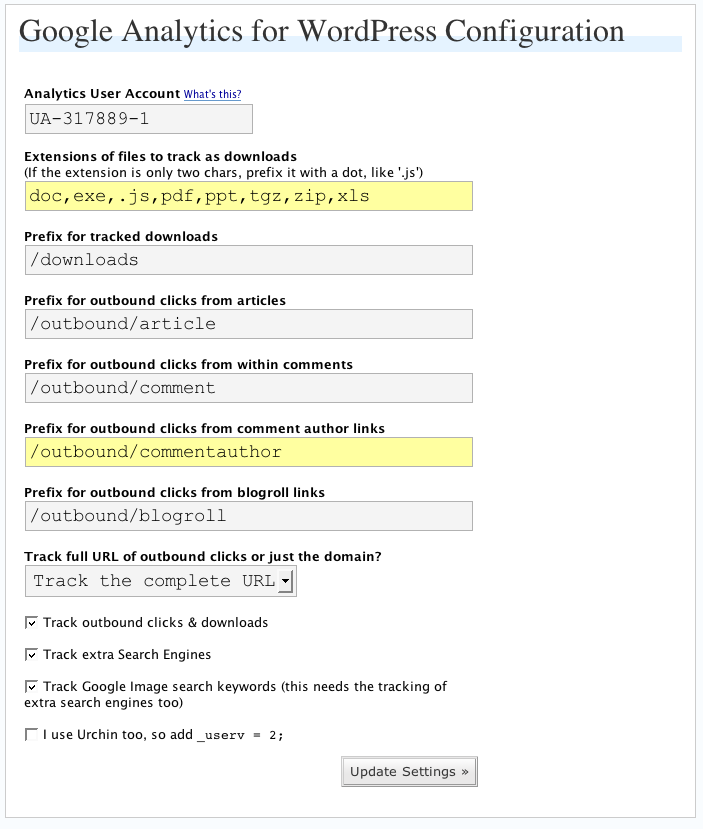 Google Analytics for WordPress Configuration
Analytics User Account What's this?
UA-317889-1
Extensions of files to track as downloads
(If the extension is only two chars, prefix it with a dot, like '.js')
doc,exe,.js,pdf,ppt,tgz,zip,xls
Prefix for tracked downloads
/downloads
Prefix for outbound clicks from articles
/outbound/article
Prefix for outbound clicks from within comments
/outbound/comment
Prefix for outbound clicks from comment author links
/outbound/commentauthor
Prefix for outbound clicks from blogroll links
/outbound/blogroll
Track full URL of outbound clicks or just the domain?
Track the complete URL
Track outbound clicks & downloads
Track extra Search Engines
Track Google Image search keywords (this needs the tracking of
extra search engines too)
I use Urchin too, so add _userv = 2;
Update Settings »